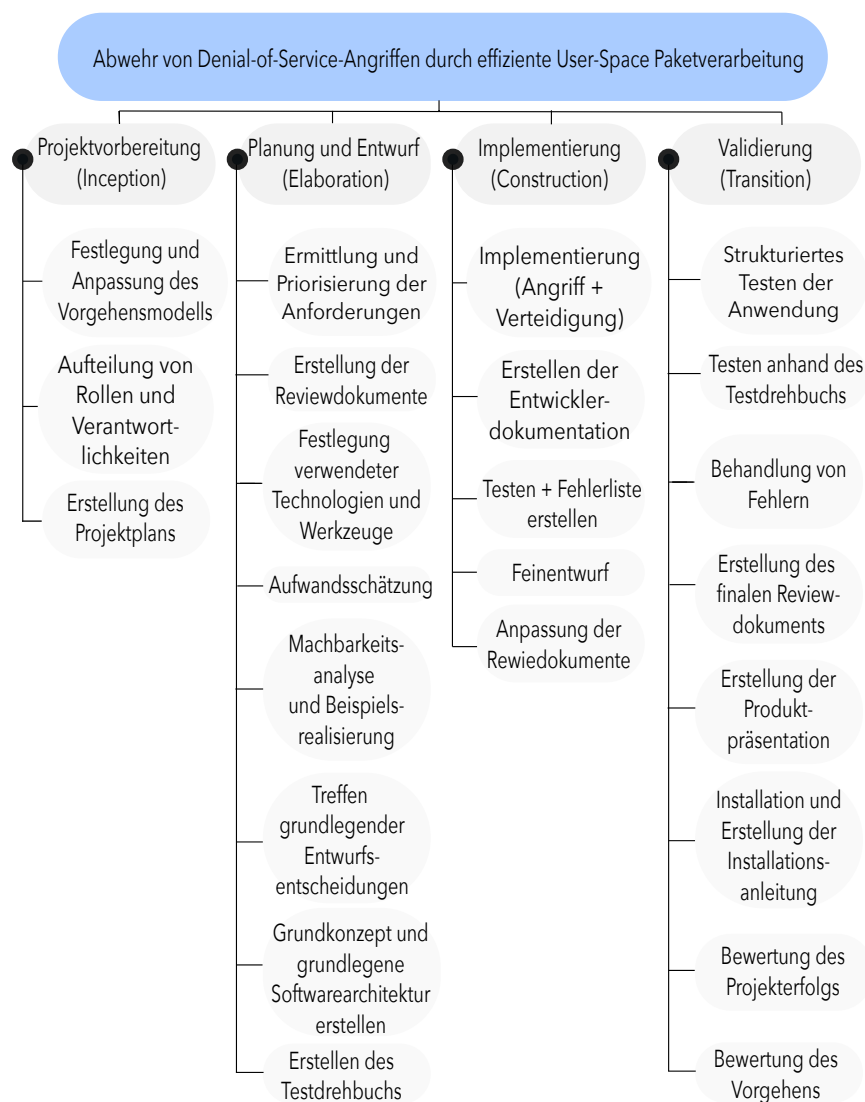 Abwehr von Denial-of-Service-Angriffen durch effiziente User-Space Paketverarbeitung
Projektvorbereitung
(Inception)
Festlegung und
Anpassung des
Vorgehensmodells
Aufteilung von
Rollen und
Verantwort-
lichkeiten
Erstellung des
Projektplans
Planung und Entwurf
(Elaboration)
Ermittlung und
Priorisierung der
Anforderungen
Erstellung der
Reviewdokumente
Festlegung
verwendeter
Technologien und
Werkzeuge
Aufwandsschätzung
Machbarkeits-
analyse
und Beispiels-
realisierung
Treffen
grundlegender
Entwurfs-
entscheidungen
Grundkonzept und
grundlegene
Softwarearchitektur
erstellen
Erstellen des
Testdrehbuchs
Implementierung
(Construction)
Implementierung
(Angriff +
Verteidigung)
Erstellen der
Entwickler-
dokumentation
Testen + Fehlerliste
erstellen
Feinentwurf
Anpassung der
Rewiedokumente
Validierung
(Transition)
Strukturiertes
Testen der
Anwendung
Testen anhand des
Testdrehbuchs
Behandlung von
Fehlern
Erstellung des
finalen Review-
dokuments
Erstellung der
Produkt-
präsentation
Installation und
Erstellung der
Installations-
anleitung
Bewertung des
Projekterfolgs
Bewertung des
Vorgehens